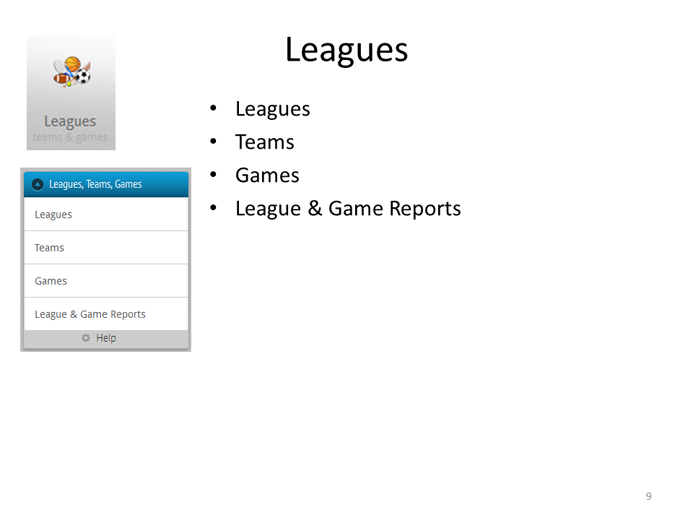 Leagues
Leagues
teams & games
Leagues, Teams, Games
Leagues
Teams
Games
League & Game Reports
Help
• Leagues
• Teams
• Games
• League & Game Reports
9